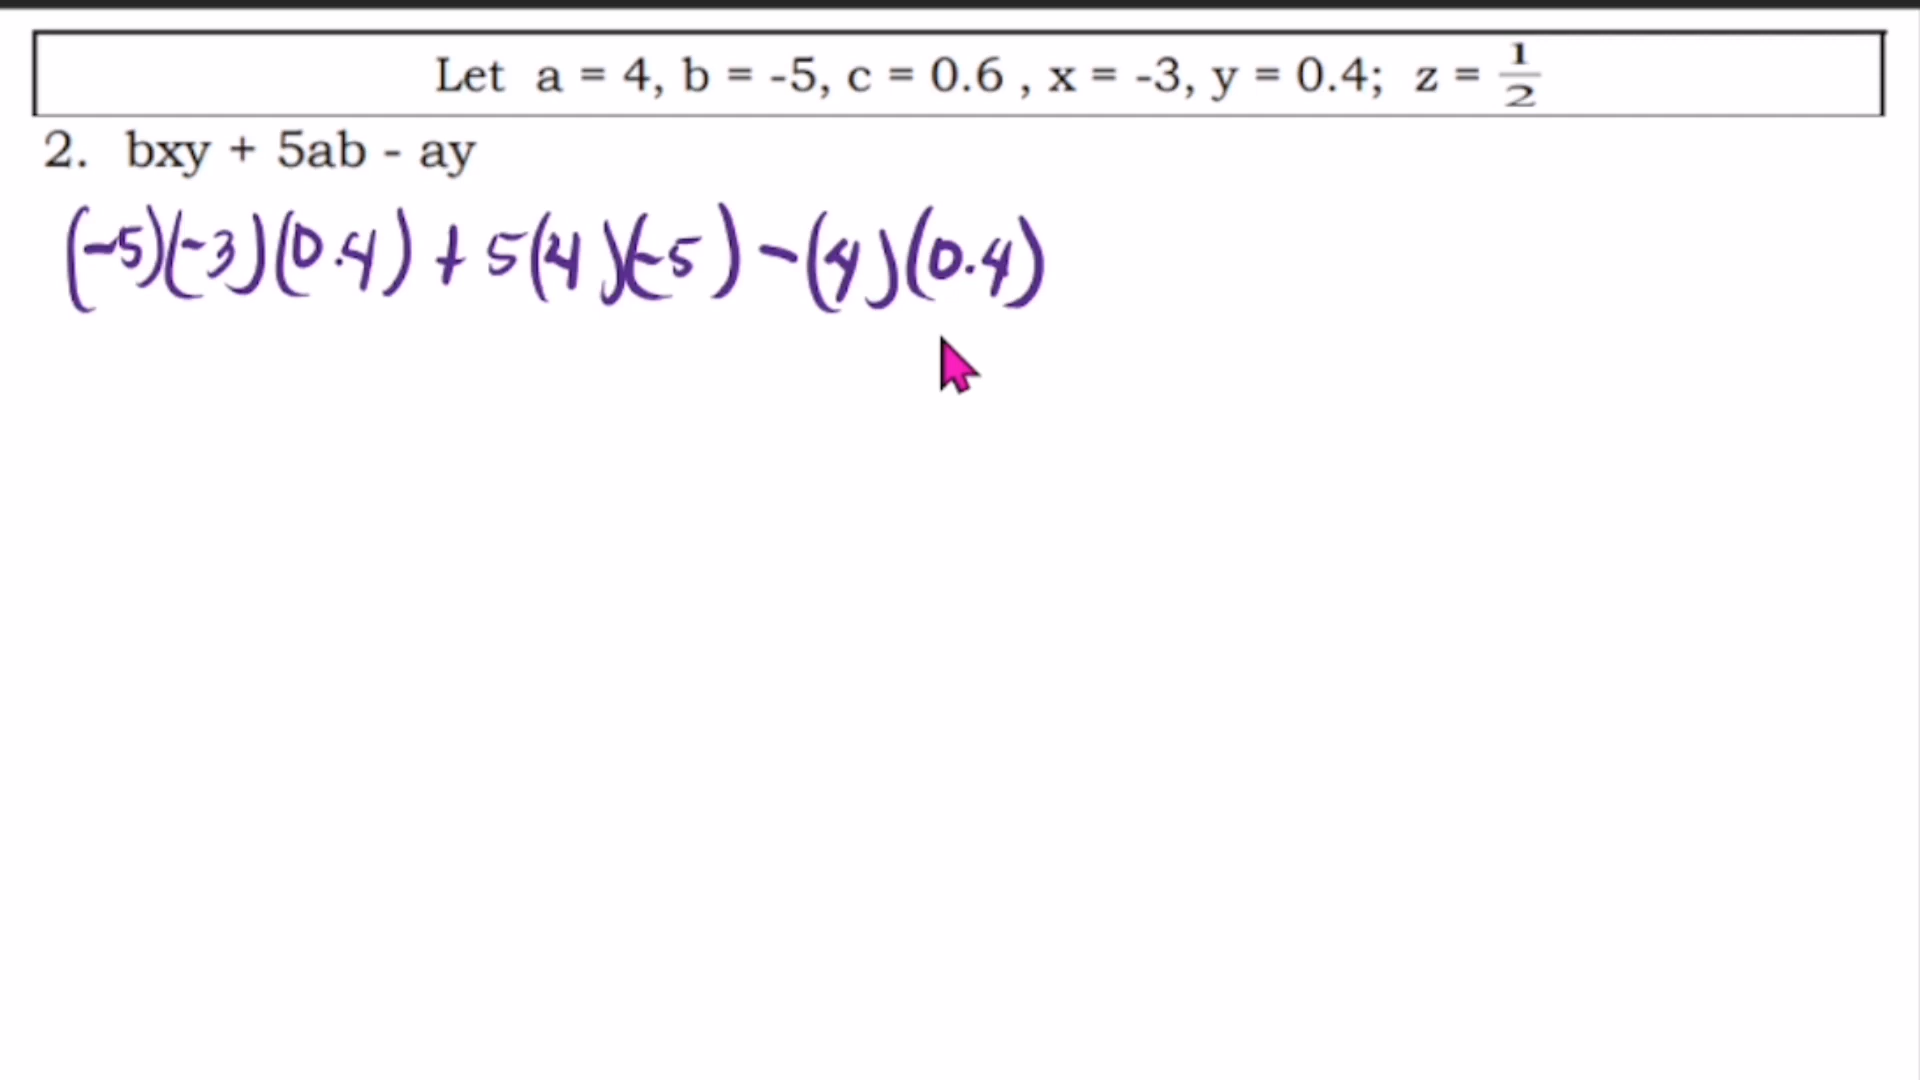 Let a = 4, b = -5, c = 0.6 , x = -3, y = 0.4; z = 1/2
2. bxy + 5ab - ay
(-5)(-3)(0.4) + 5(4)(-5) - (4)(0.4)